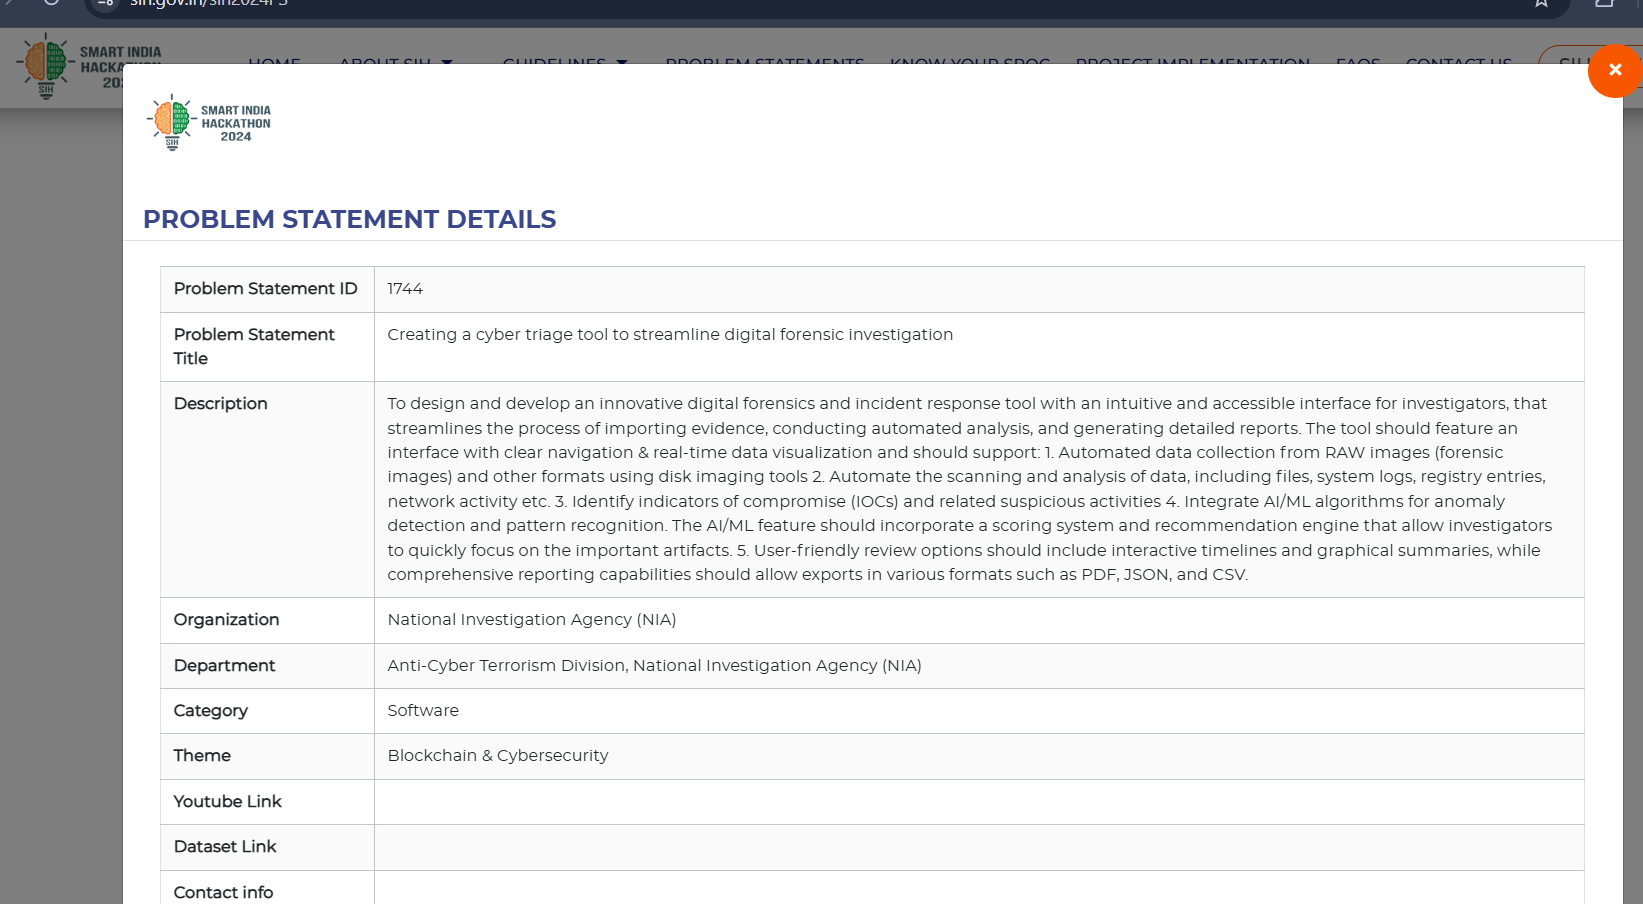 sih.gov.in/sih2024PS
SMART INDIA
HACKATHON
SIH
HOME ABOUT SIH GUIDELINES PROBLEM STATEMENTS KNOW YOUR SPOC PROJECT IMPLEMENTATION FAQS CONTACT US
SMART INDIA
HACKATHON
2024
SIH
PROBLEM STATEMENT DETAILS
Problem Statement ID 1744
Problem Statement Creating a cyber triage tool to streamline digital forensic investigation
Title
Description To design and develop an innovative digital forensics and incident response tool with an intuitive and accessible interface for investigators, that
streamlines the process of importing evidence, conducting automated analysis, and generating detailed reports. The tool should feature an
interface with clear navigation & real-time data visualization and should support: 1. Automated data collection from RAW images (forensic
images) and other formats using disk imaging tools 2. Automate the scanning and analysis of data, including files, system logs, registry entries,
network activity etc. 3. Identify indicators of compromise (IOCs) and related suspicious activities 4. Integrate AI/ML algorithms for anomaly
detection and pattern recognition. The AI/ML feature should incorporate a scoring system and recommendation engine that allow investigators
to quickly focus on the important artifacts. 5. User-friendly review options should include interactive timelines and graphical summaries, while
comprehensive reporting capabilities should allow exports in various formats such as PDF, JSON, and CSV.
Organization National Investigation Agency (NIA)
Department Anti-Cyber Terrorism Division, National Investigation Agency (NIA)
Category Software
Theme Blockchain & Cybersecurity
Youtube Link
Dataset Link
Contact info